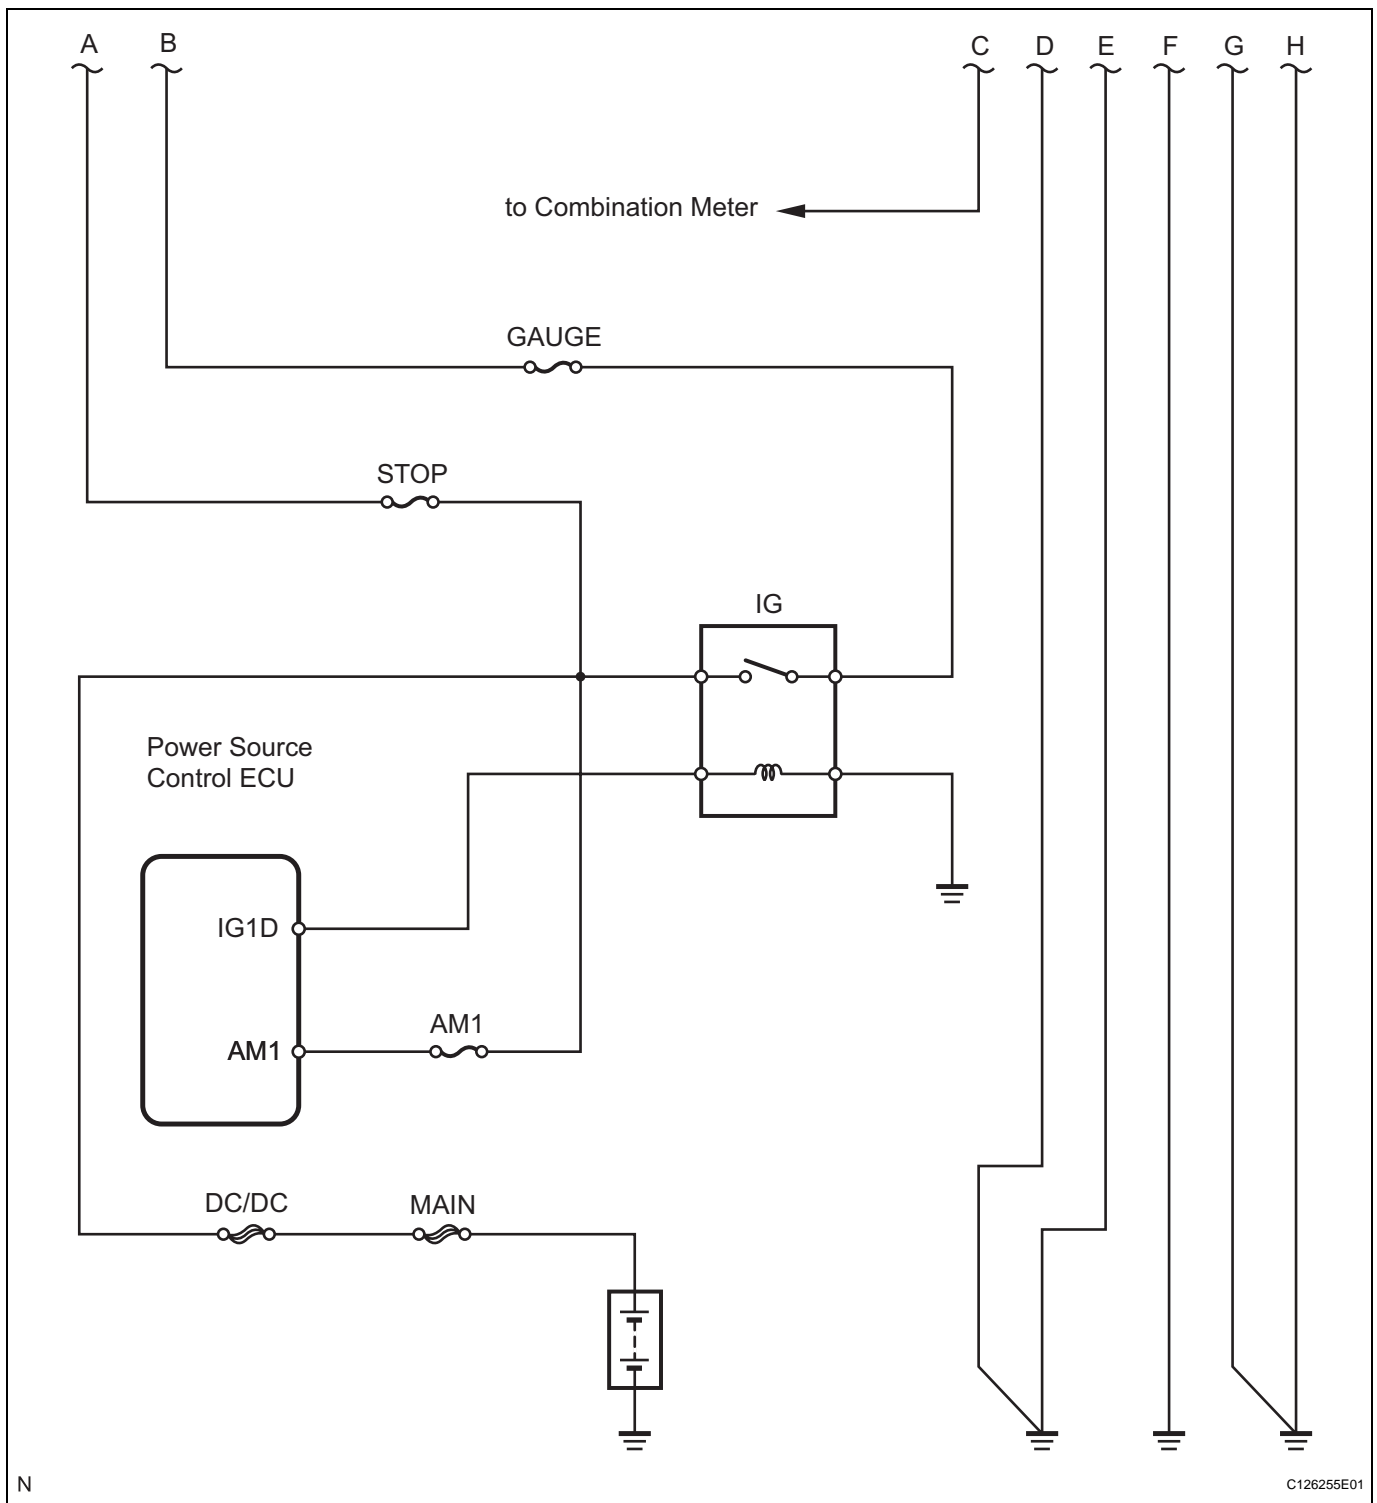 A B C D E F G H
to Combination Meter
GAUGE
STOP
IG
Power Source
Control ECU
IG1D
AM1
AM1
DC/DC MAIN
N
C126255E01